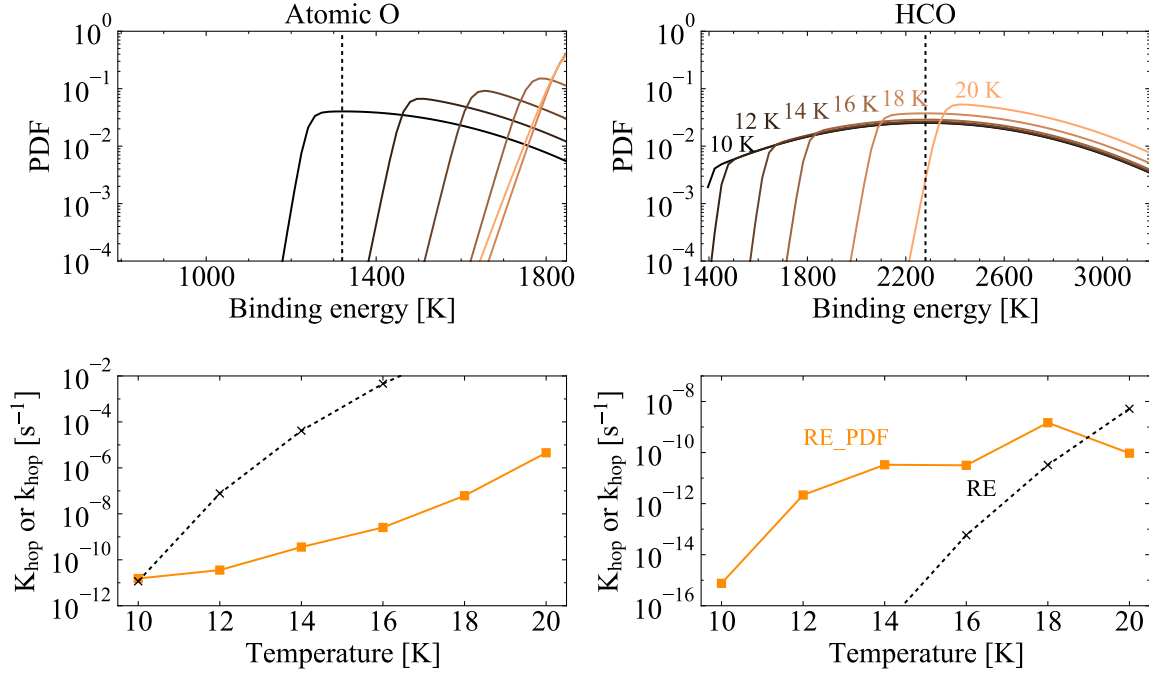 Atomic O
PDF
10⁰
10⁻¹
10⁻²
10⁻³
10⁻⁴
1000
1400
1800
Binding energy [K]
HCO
PDF
10⁰
10⁻¹
10⁻²
10⁻³
10⁻⁴
10 K
12 K
14 K
16 K
18 K
20 K
1400
1800
2200
2600
3000
Binding energy [K]
K_hop or k_hop [s⁻¹]
10⁻²
10⁻⁴
10⁻⁶
10⁻⁸
10⁻¹⁰
10⁻¹²
10
12
14
16
18
20
Temperature [K]
K_hop or k_hop [s⁻¹]
10⁻⁸
10⁻¹⁰
10⁻¹²
10⁻¹⁴
10⁻¹⁶
RE_PDF
RE
10
12
14
16
18
20
Temperature [K]